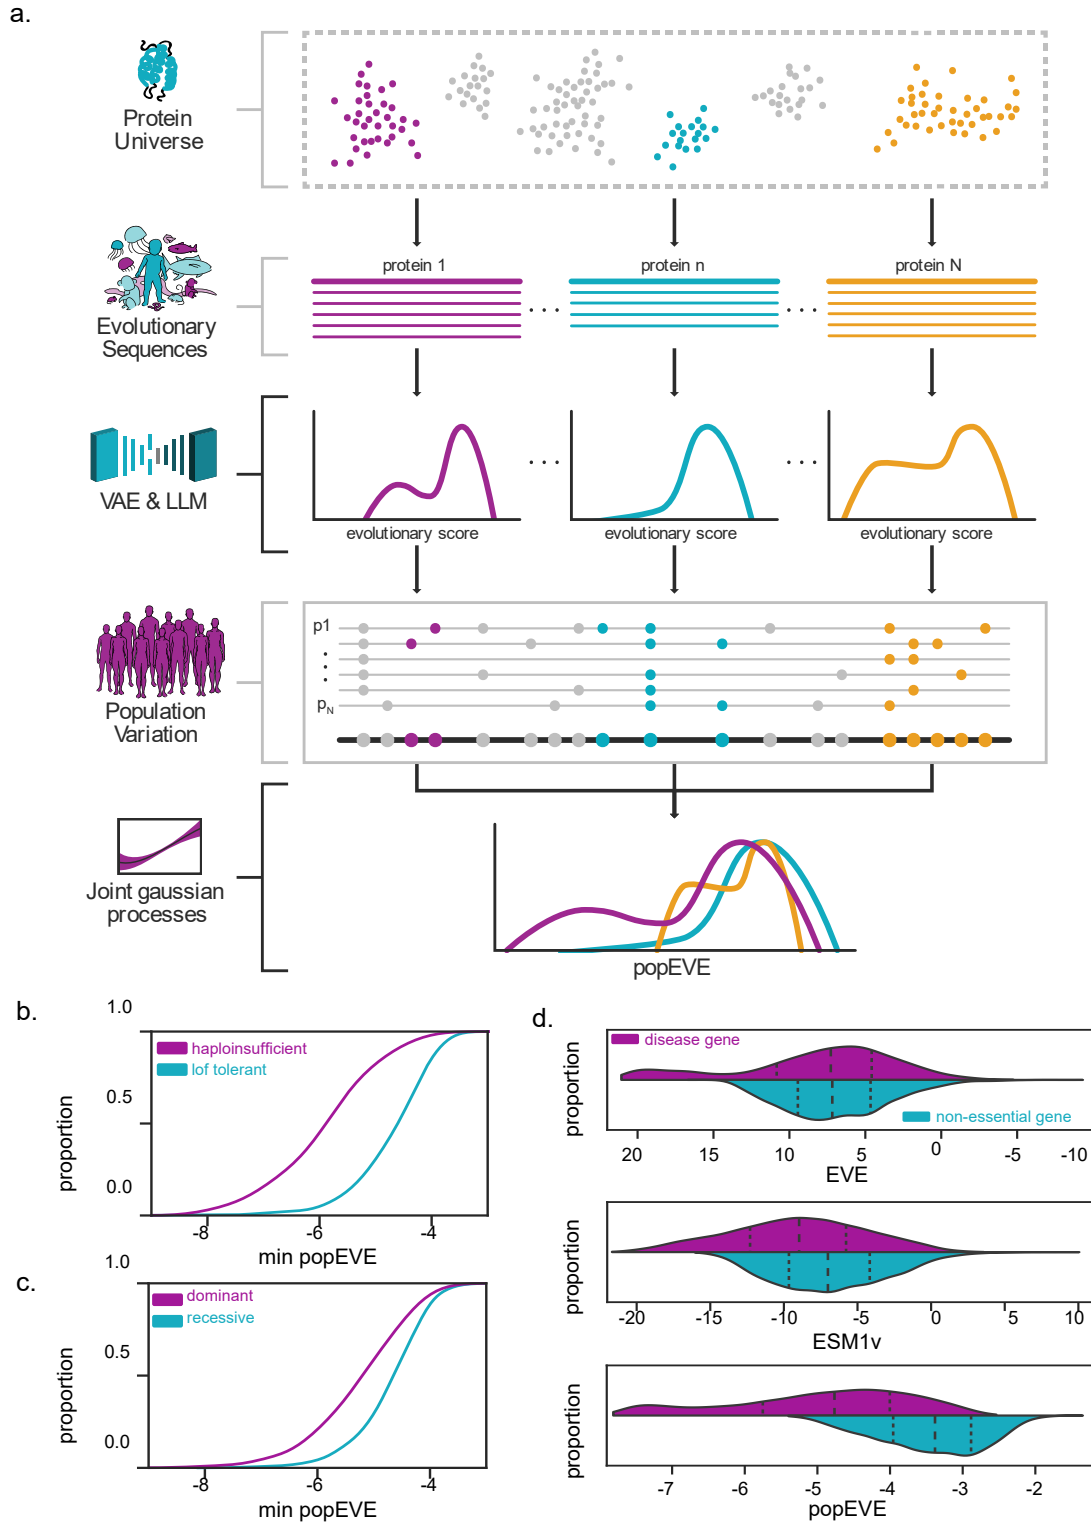 a.
Protein
Universe
protein 1
protein n
protein N
Evolutionary
Sequences
VAE & LLM
evolutionary score
evolutionary score
evolutionary score
p1
pN
Population
Variation
Joint gaussian
processes
popEVE
b.
1.0
haploinsufficient
lof tolerant
0.5
proportion
0.0
-8
-6
-4
min popEVE
c.
1.0
dominant
recessive
0.5
proportion
0.0
-8
-6
-4
min popEVE
d.
disease gene
proportion
non-essential gene
20
15
10
5
0
-5
-10
EVE
proportion
-20
-15
-10
-5
0
5
10
ESM1v
proportion
-7
-6
-5
-4
-3
-2
popEVE